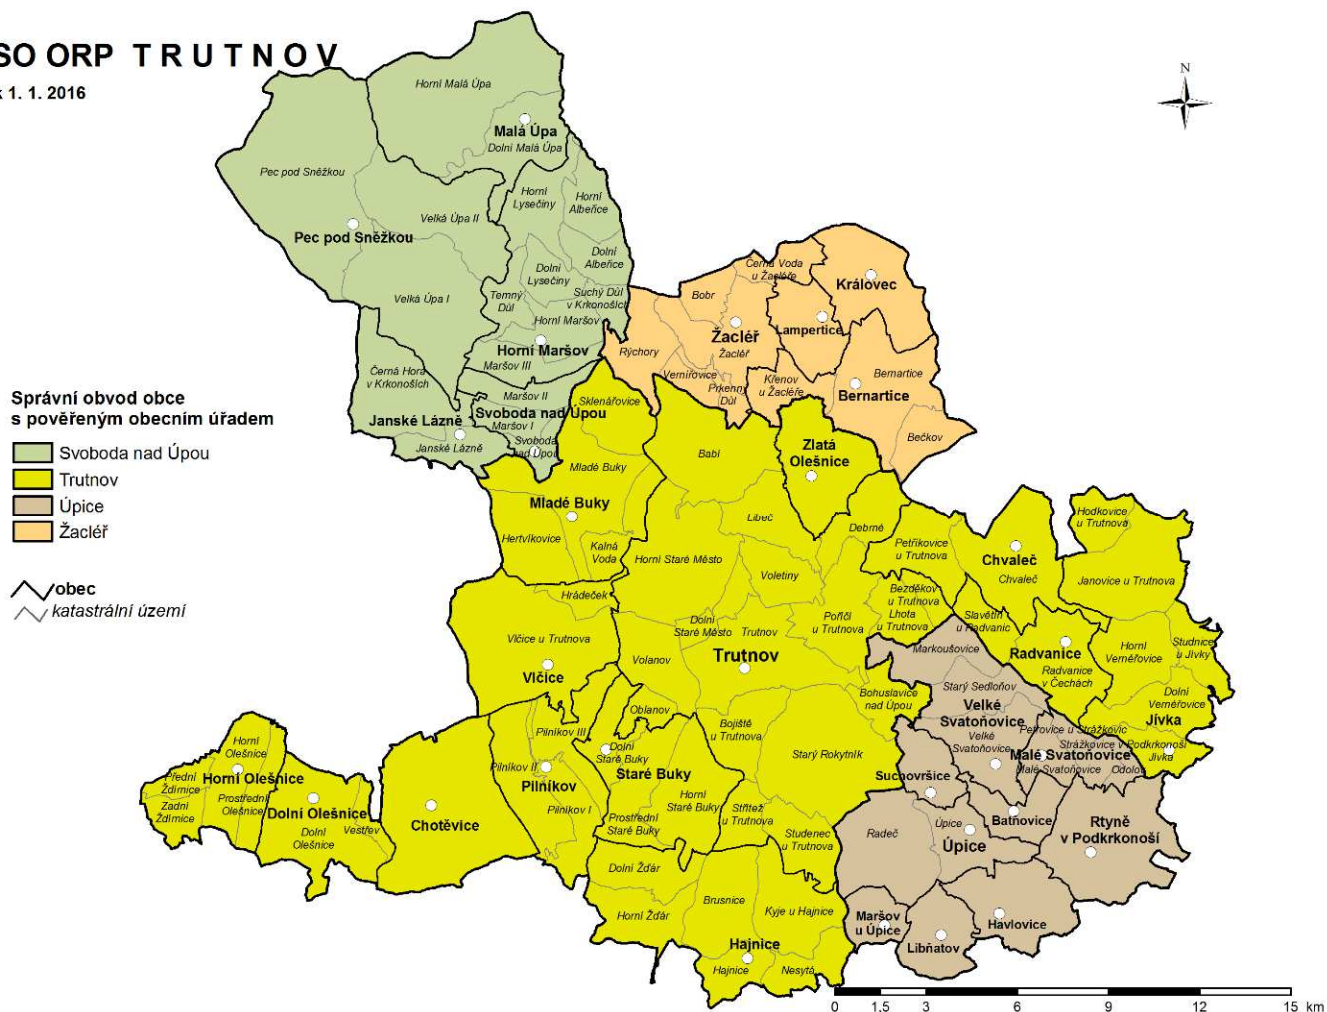 SO ORP TRUTNOV
k 1. 1. 2016
N
Horní Malá Úpa
Malá Úpa
Dolní Malá Úpa
Pec pod Sněžkou
Velká Úpa II
Horní
Lysečiny
Horní
Albeřice
Pec pod Sněžkou
Dolní
Albeřice
Dolní
Lysečiny
Velká Úpa I
Temný
Důl
Suchý Důl
v Krkonoších
Horní Maršov
Horní Maršov
Maršov III
Černá Hora
v Krkonoších
Maršov II
Svoboda nad Úpou
Maršov I
Janské Lázně
Janské Lázně
Svoboda
nad Úpou
Černá Voda
u Žacléře
Královec
Bobr
Lampertice
Žacléř
Žacléř
Rýchory
Vernířovice
Prkenný
Důl
Křenov
u Žacléře
Bernartice
Bernartice
Bečkov
Správní obvod obce
s pověřeným obecním úřadem
Svoboda nad Úpou
Trutnov
Úpice
Žacléř
obec
katastrální území
Sklenářovice
Mladé Buky
Mladé Buky
Hertvíkovice
Kalná
Voda
Babí
Zlatá
Olešnice
Libeč
Debrné
Horní Staré Město
Voletiny
Petříkovice
u Trutnova
Chvaleč
Chvaleč
Hodkovice
u Trutnova
Janovice u Trutnova
Hrádeček
Vlčice u Trutnova
Vlčice
Bezděkov
u Trutnova
Lhota
u Trutnova
Poříčí
u Trutnova
Dolní
Staré Město
Trutnov
Trutnov
Volanov
Slavětín
u Radvanic
Radvanice
Radvanice
v Čechách
Horní
Vernéřovice
Studnice
u Jívky
Dolní
Vernéřovice
Jívka
Jívka
Markoušovice
Starý Sedloňov
Velké
Svatoňovice
Velké
Svatoňovice
Petrovice u Strážkovic
Strážkovice v Podkrkonoší
Malé Svatoňovice
Malé Svatoňovice
Odolov
Bohuslavice
nad Úpou
Oblanov
Bojiště
u Trutnova
Starý Rokytník
Pilníkov III
Pilníkov II
Pilníkov
Pilníkov I
Dolní
Staré Buky
Staré Buky
Horní
Staré Buky
Prostřední
Staré Buky
Střítež
u Trutnova
Studenec
u Trutnova
Horní
Olešnice
Horní Olešnice
Přední
Ždírnice
Zadní
Ždírnice
Prostřední
Olešnice
Dolní Olešnice
Dolní
Olešnice
Vestřev
Chotěvice
Suchovršice
Batňovice
Rtyně
v Podkrkonoší
Radeč
Úpice
Úpice
Dolní Žďár
Horní Žďár
Brusnice
Kyje u Hajnice
Hajnice
Hajnice
Nesytá
Maršov
u Úpice
Libňatov
Havlovice
0 1,5 3 6 9 12 15 km